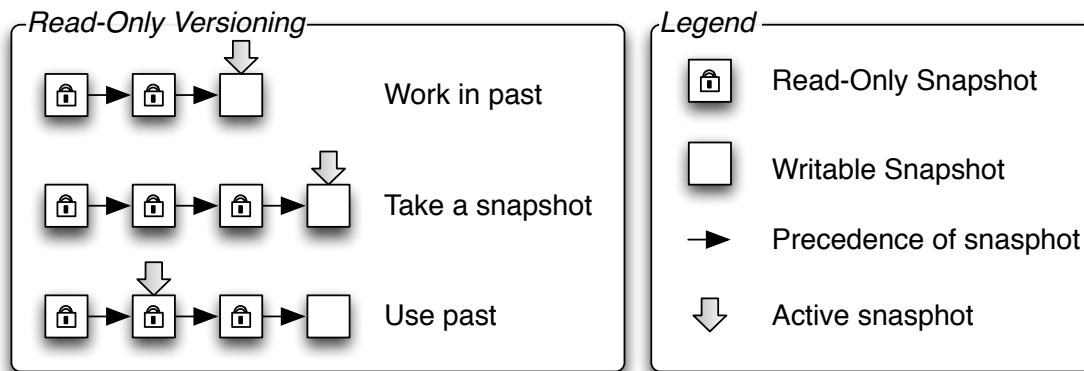 Read-Only Versioning
Work in past
Take a snapshot
Use past
Legend
Read-Only Snapshot
Writable Snapshot
Precedence of snasphot
Active snasphot